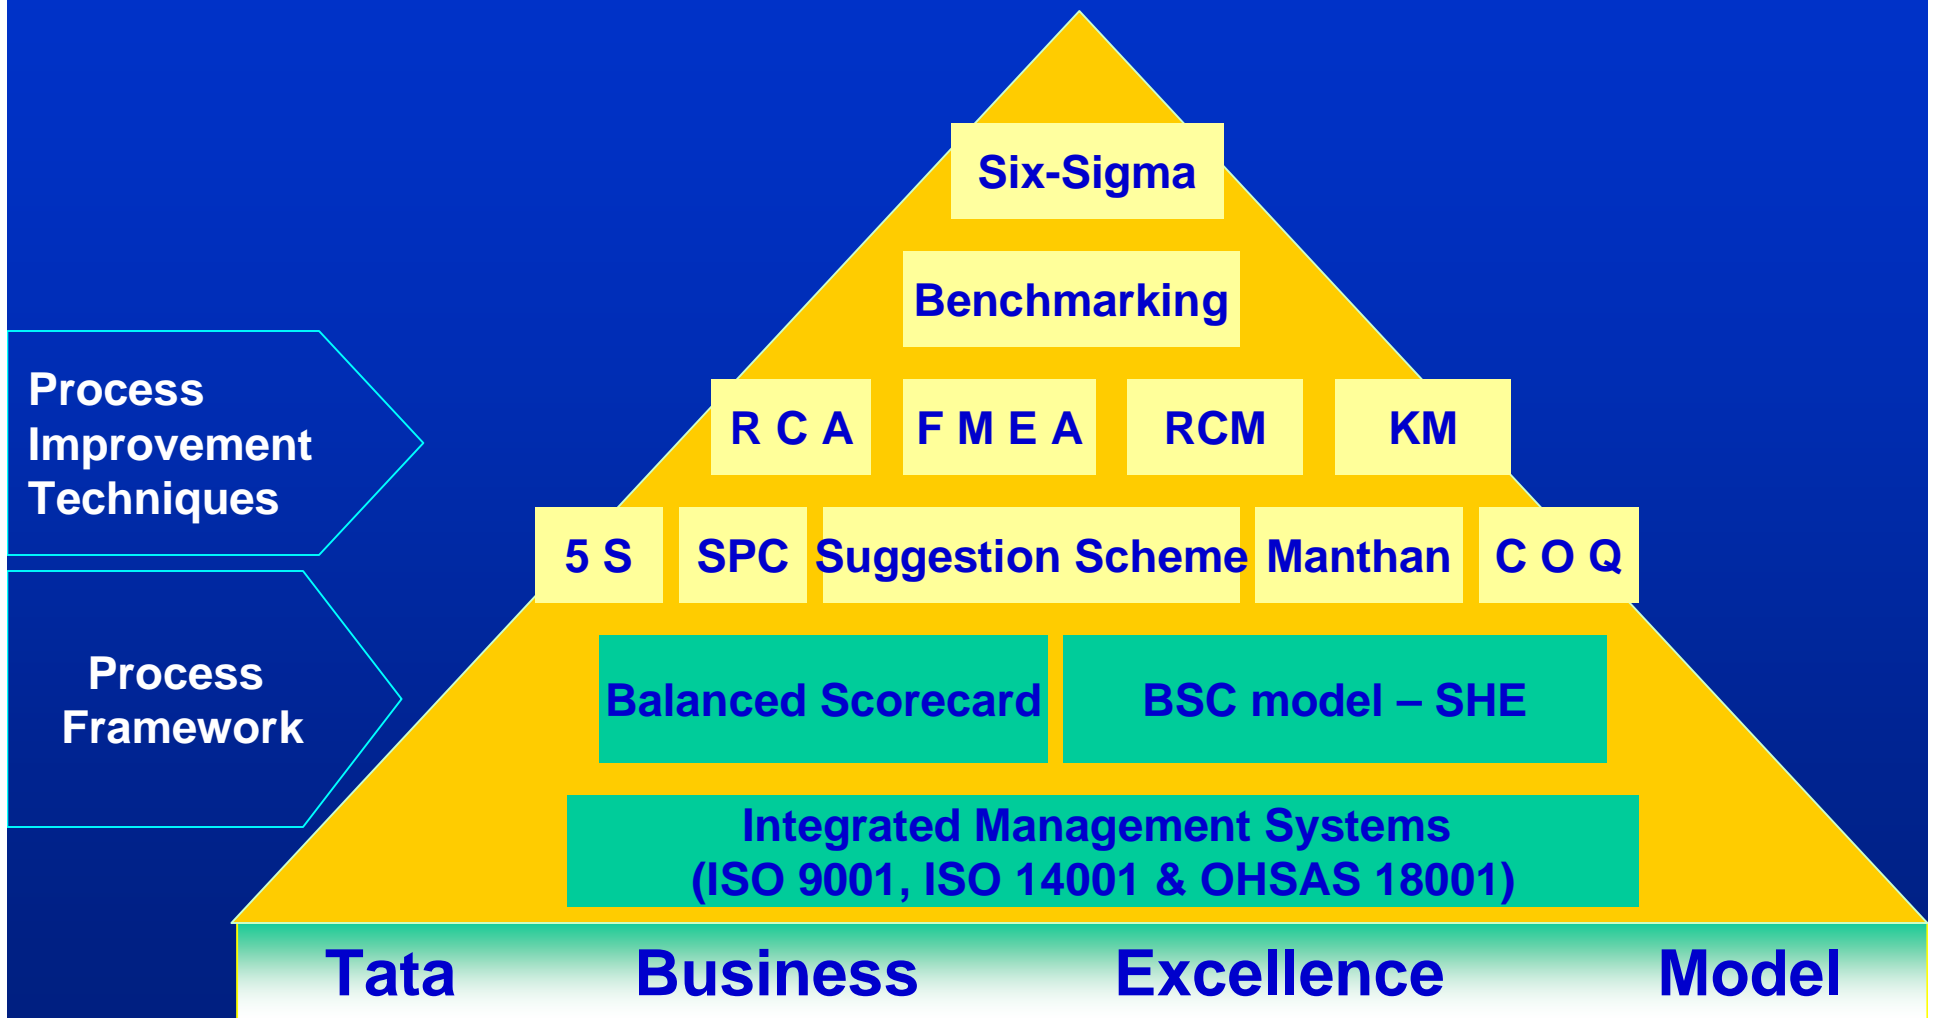 Six-Sigma
Benchmarking
R C A F M E A RCM KM
5 S SPC Suggestion Scheme Manthan C O Q
Process
Improvement
Techniques
Balanced Scorecard BSC model – SHE
Process
Framework
Integrated Management Systems
(ISO 9001, ISO 14001 & OHSAS 18001)
Tata Business Excellence Model